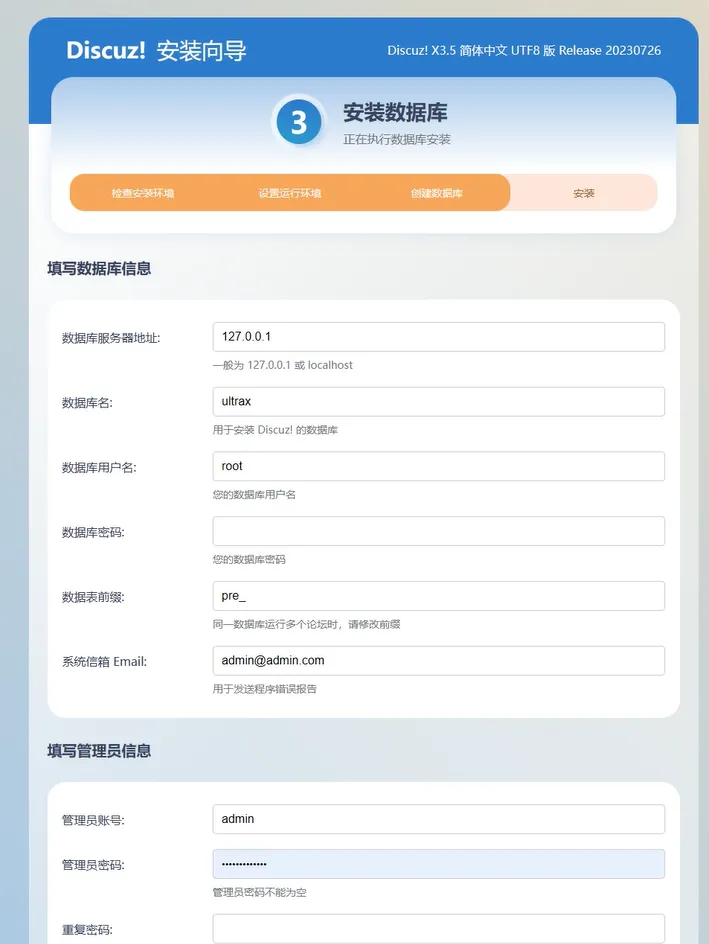 Discuz! 安装向导
Discuz! X3.5 简体中文 UTF8 版 Release 20230726
3
安装数据库
正在执行数据库安装
检查安装环境
设置运行环境
创建数据库
安装
填写数据库信息
数据库服务器地址:
127.0.0.1
一般为 127.0.0.1 或 localhost
数据库名:
ultrax
用于安装 Discuz! 的数据库
数据库用户名:
root
您的数据库用户名
数据库密码:
您的数据库密码
数据表前缀:
pre_
同一数据库运行多个论坛时，请修改前缀
系统信箱 Email:
admin@admin.com
用于发送程序错误报告
填写管理员信息
管理员账号:
admin
管理员密码:
•••••••••••••
管理员密码不能为空
重复密码: